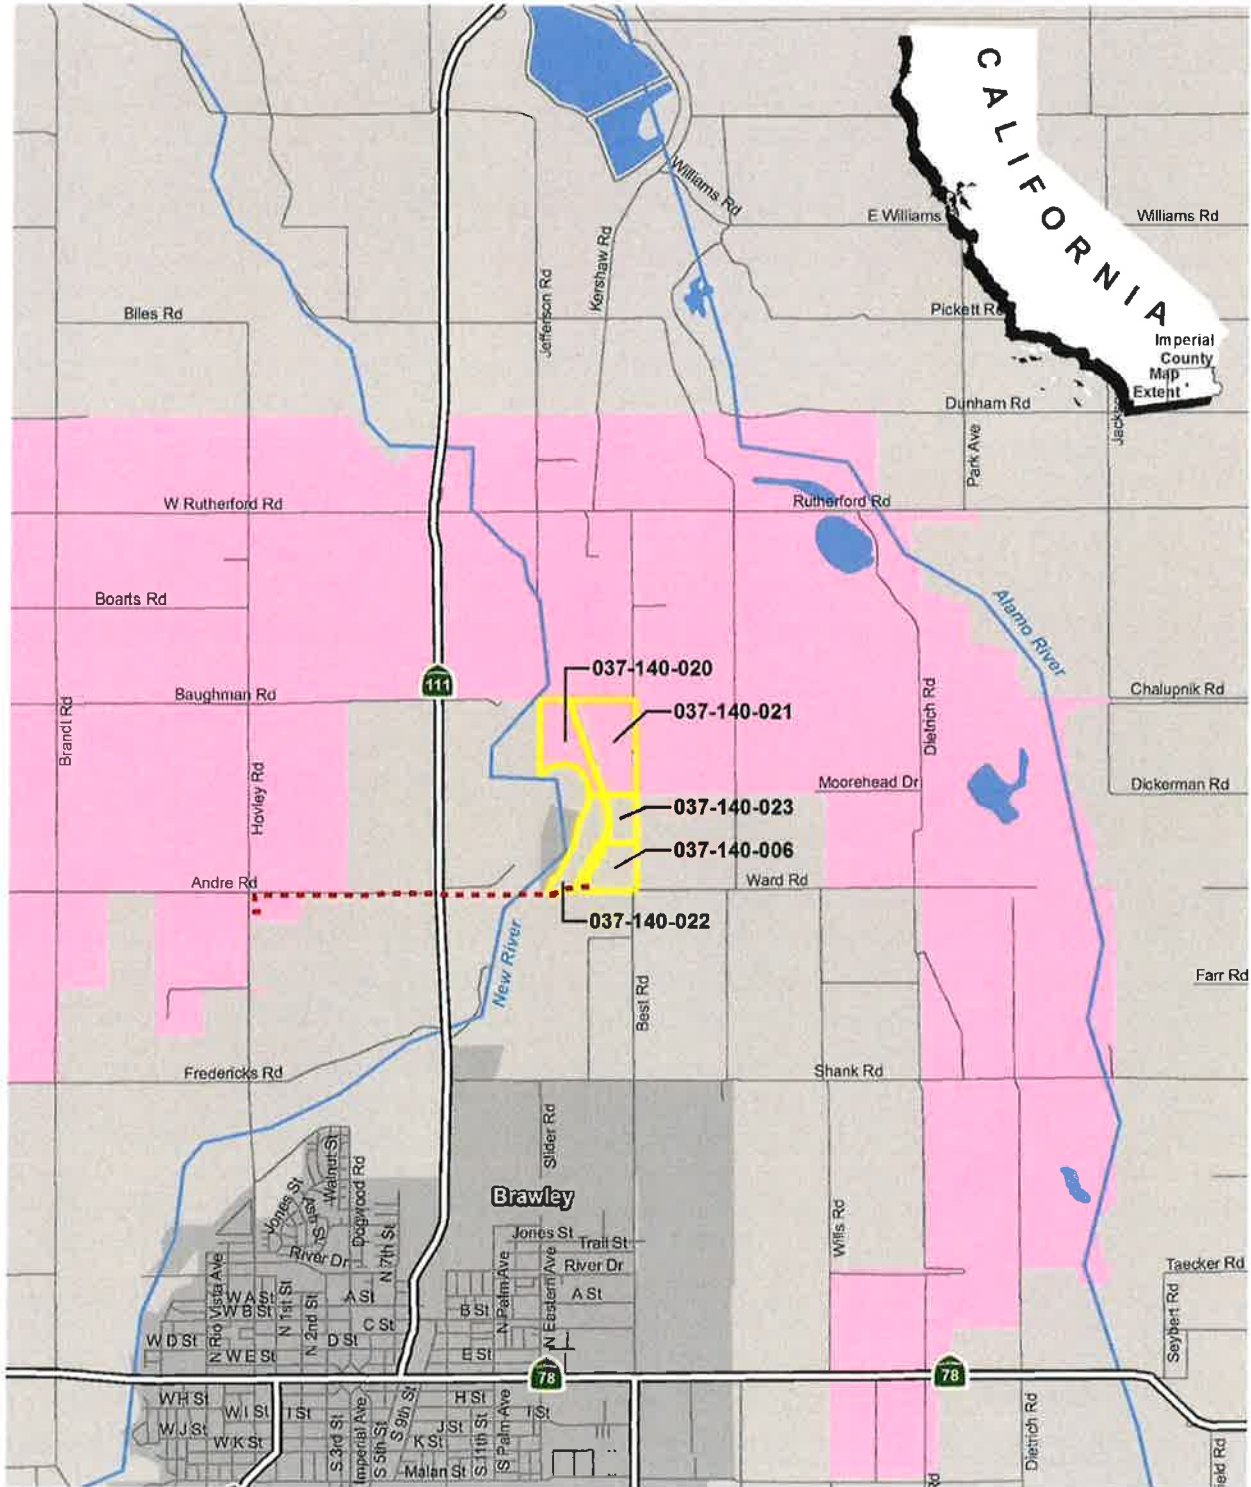 CALIFORNIA
Williams Rd
E Williams
Williams Rd
Kershaw Rd
Jefferson Rd
Biles Rd
Pickett Rd
Imperial
County
Map
Extent
Dunham Rd
Park Ave
W Rutherford Rd
Rutherford Rd
Boarts Rd
Alamo River
037-140-020
111
Baughman Rd
Chalupnik Rd
037-140-021
Brandt Rd
Dietrich Rd
Hovley Rd
Moorehead Dr
Dickerman Rd
037-140-023
037-140-006
Andre Rd
Ward Rd
037-140-022
New River
Best Rd
Farr Rd
Fredericks Rd
Shank Rd
Slider Rd
Walnut St
Dogwood Rd
Jones St
Ash St
Brawley
N 7th St
Wills Rd
Jones St
Trail St
River Dr
River Dr
Taecker Rd
N Rio Vista Ave
W A St
A St
A St
N Palm Ave
N Eastern Ave
N 1st St
N 2nd St
W B St
B St
Seybert Rd
C St
W D St
D St
W E St
E St
78
78
W H St
H St
W I St
I St
I St
S 9th St
W J St
J St
W K St
K St
S 3rd St
Imperial Ave
S 5th St
S 11th St
S Palm Ave
Malan St
Dietrich Rd